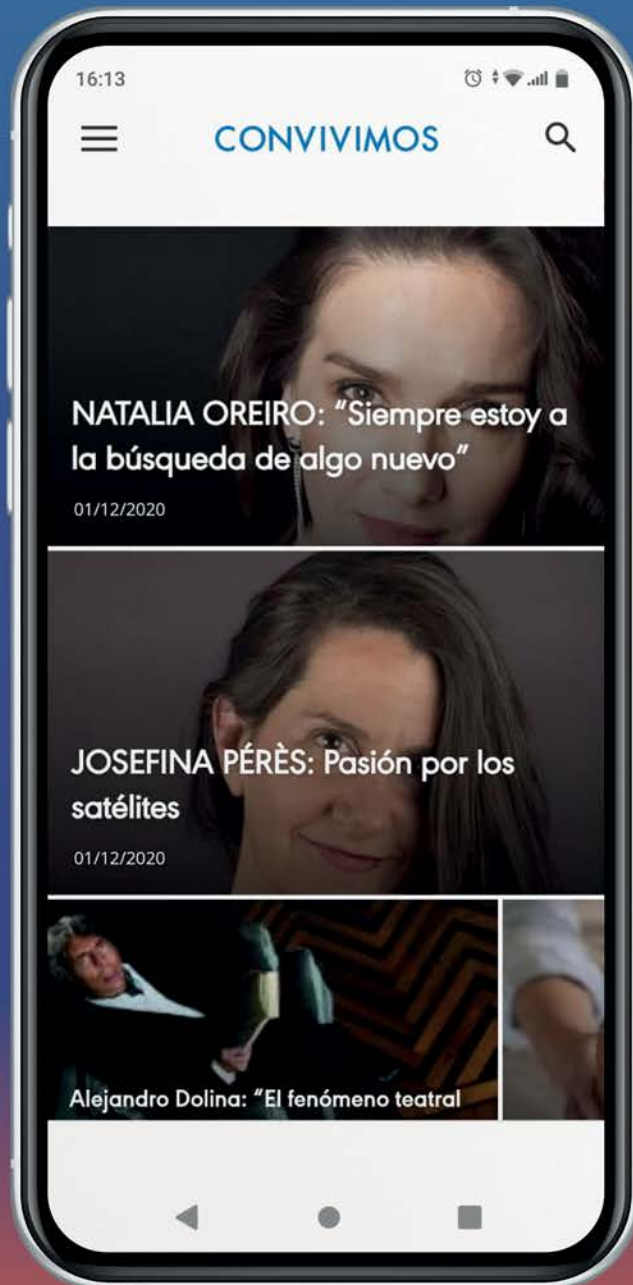 16:13
CONVIVIMOS
NATALIA OREIRO: “Siempre estoy a
la búsqueda de algo nuevo”
01/12/2020
JOSEFINA PÉRÈS: Pasión por los
satélites
01/12/2020
Alejandro Dolina: “El fenómeno teatral